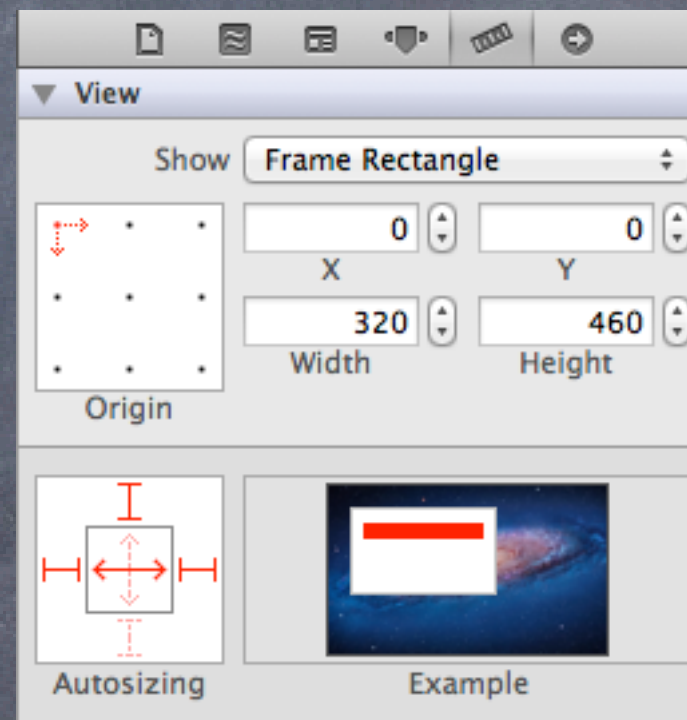 View
Show Frame Rectangle
0 0
X Y
320 460
Width Height
Origin
Autosizing Example